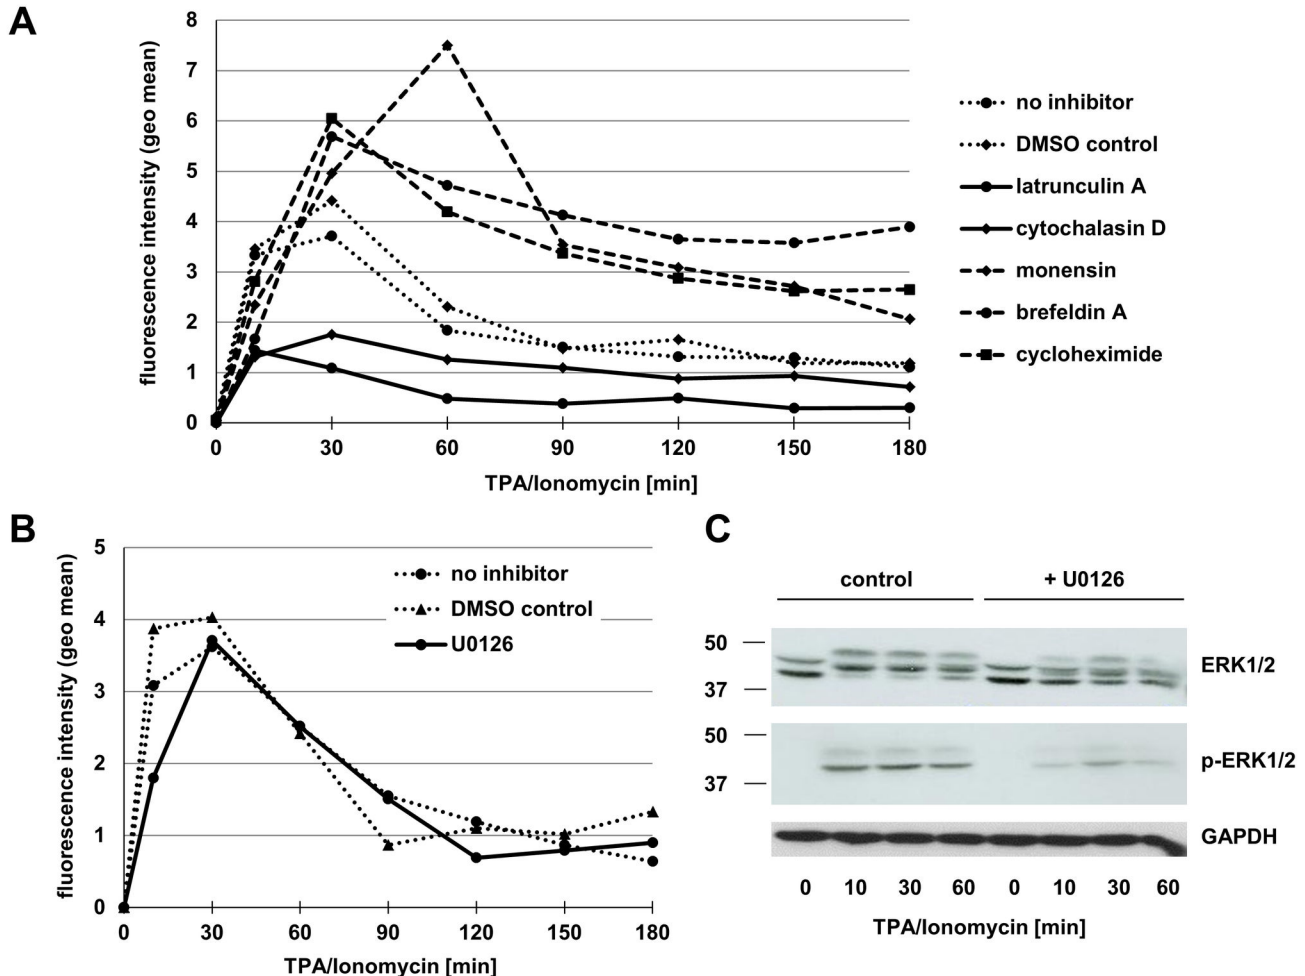 A
fluorescence intensity (geo mean)
8
7
6
5
4
3
2
1
0
0 30 60 90 120 150 180
TPA/Ionomycin [min]
no inhibitor
DMSO control
latrunculin A
cytochalasin D
monensin
brefeldin A
cycloheximide
B
fluorescence intensity (geo mean)
5
4
3
2
1
0
0 30 60 90 120 150 180
TPA/Ionomycin [min]
no inhibitor
DMSO control
U0126
C
control + U0126
50
37
ERK1/2
50
37
p-ERK1/2
GAPDH
0 10 30 60 0 10 30 60
TPA/Ionomycin [min]